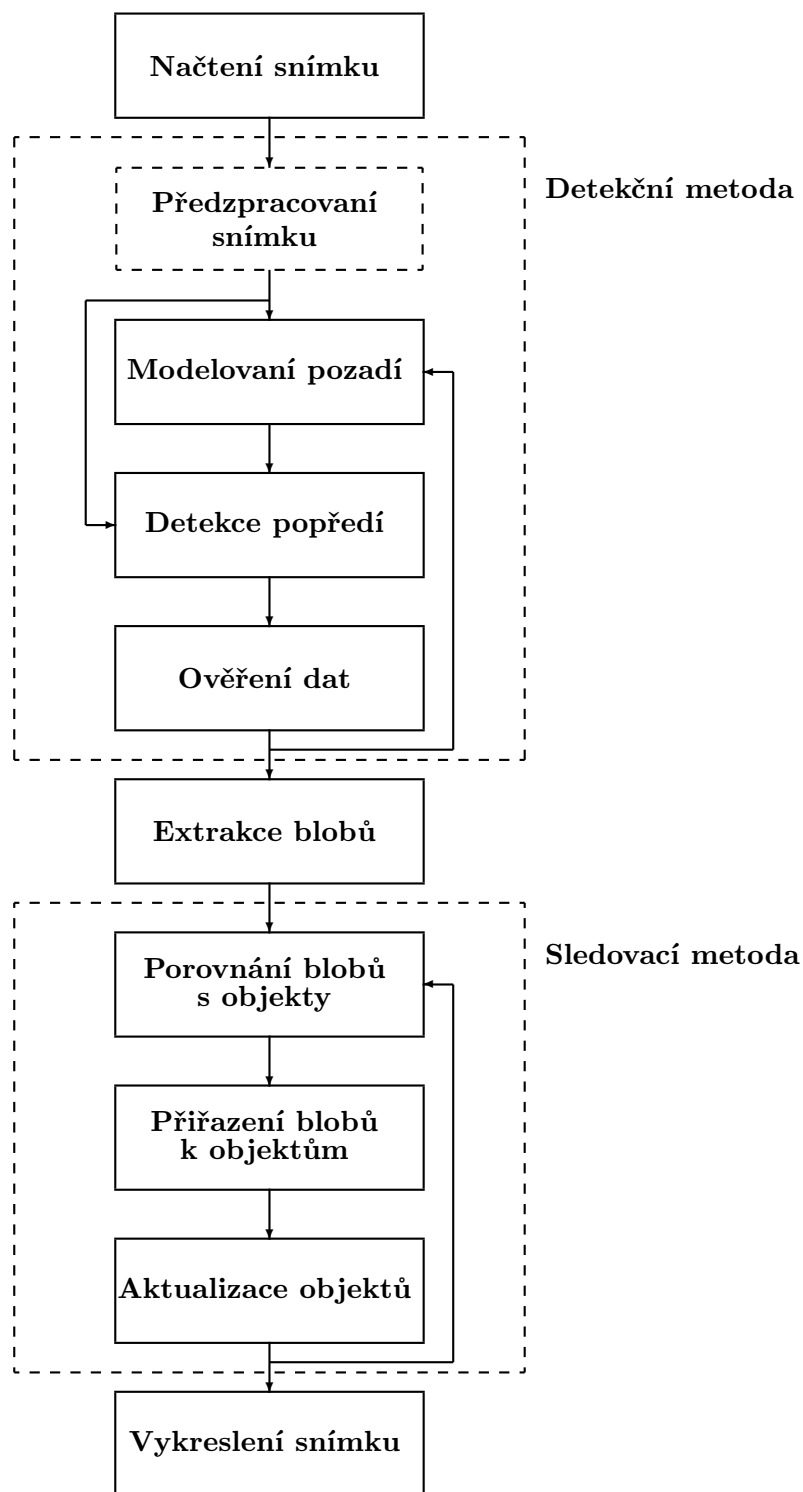 Načtení snímku
Detekční metoda
Předzpracovaní
snímku
Modelovaní pozadí
Detekce popředí
Ověření dat
Extrakce blobů
Sledovací metoda
Porovnání blobů
s objekty
Přiřazení blobů
k objektům
Aktualizace objektů
Vykreslení snímku